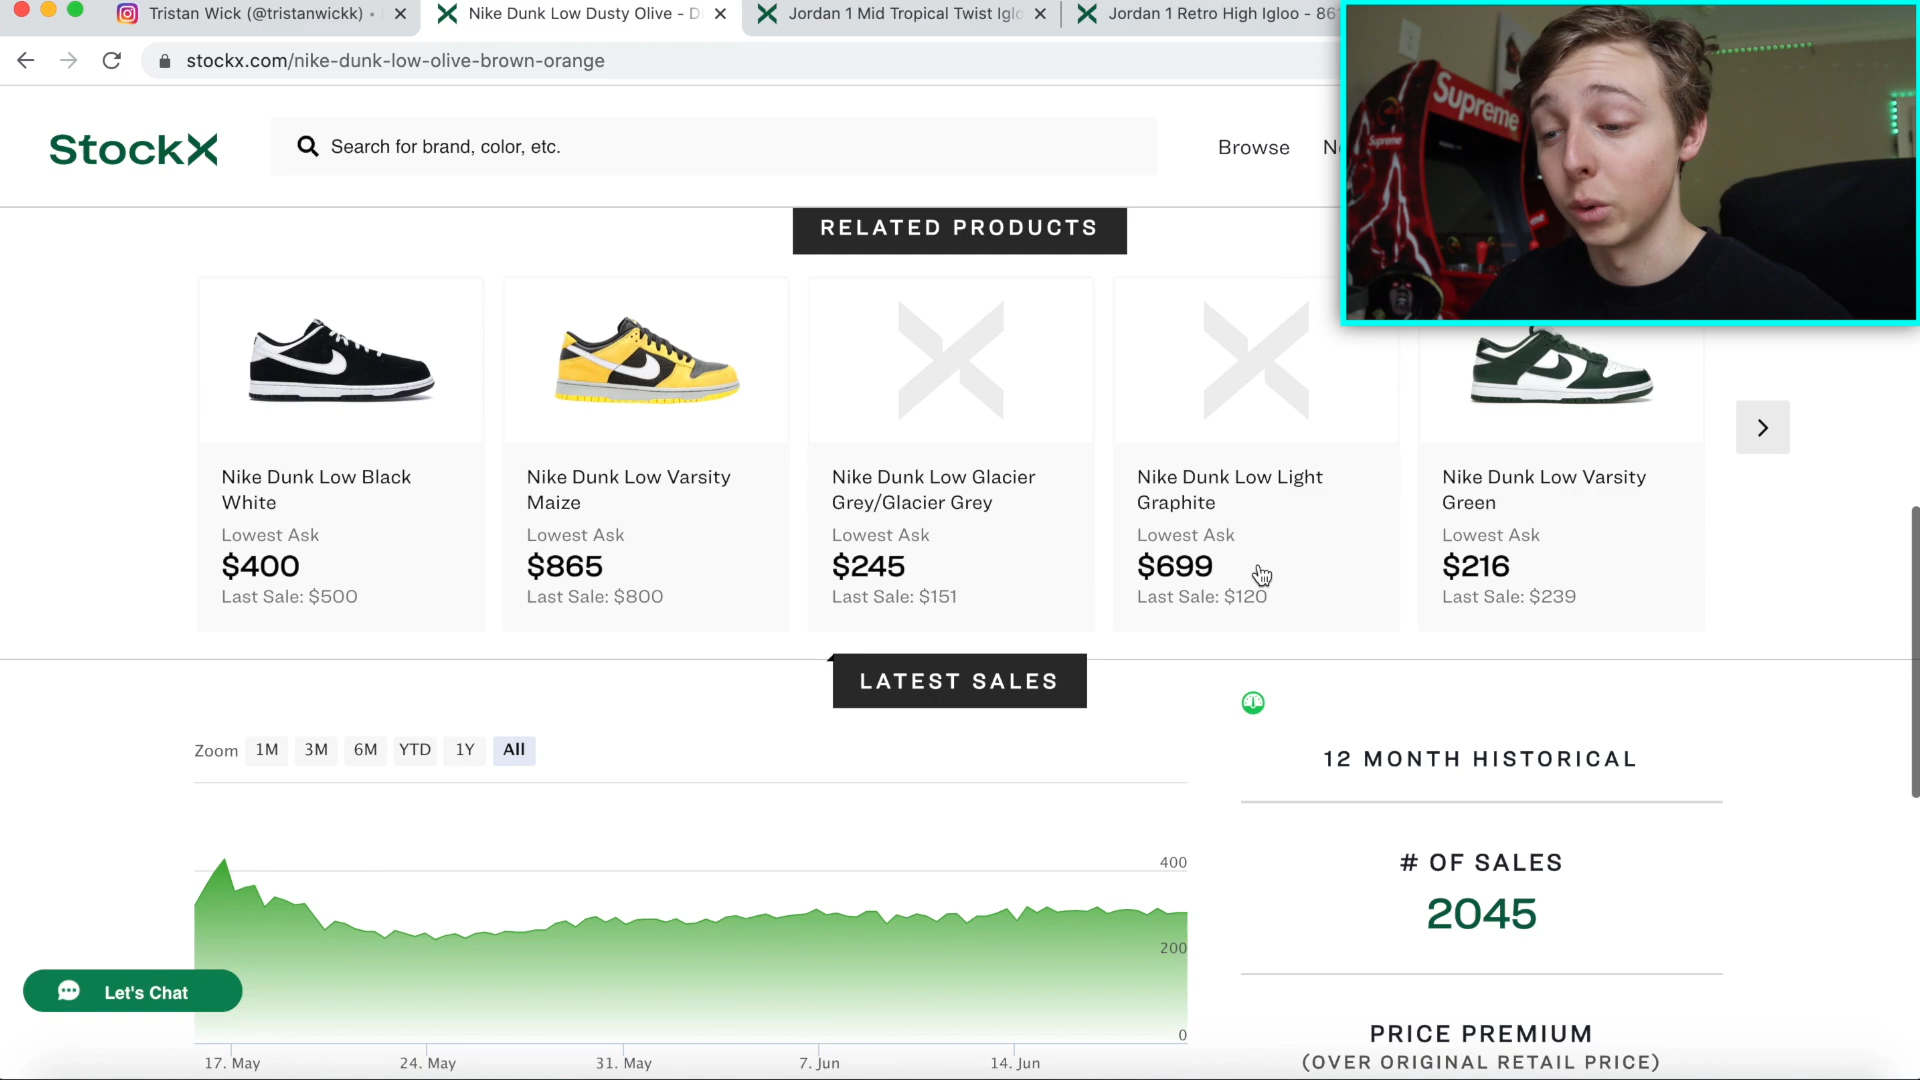 Tristan Wick (@tristanwickk) •
Nike Dunk Low Dusty Olive - D
Jordan 1 Mid Tropical Twist Iglo
Jordan 1 Retro High Igloo - 861
stockx.com/nike-dunk-low-olive-brown-orange
StockX
Search for brand, color, etc.
Browse
Supreme
Supreme
RELATED PRODUCTS
Nike Dunk Low Black
White
Lowest Ask
$400
Last Sale: $500
Nike Dunk Low Varsity
Maize
Lowest Ask
$865
Last Sale: $800
Nike Dunk Low Glacier
Grey/Glacier Grey
Lowest Ask
$245
Last Sale: $151
Nike Dunk Low Light
Graphite
Lowest Ask
$699
Last Sale: $120
Nike Dunk Low Varsity
Green
Lowest Ask
$216
Last Sale: $239
LATEST SALES
Zoom 1M 3M 6M YTD 1Y All
400
200
0
17. May 24. May 31. May 7. Jun 14. Jun
12 MONTH HISTORICAL
# OF SALES
2045
PRICE PREMIUM
(OVER ORIGINAL RETAIL PRICE)
Let's Chat